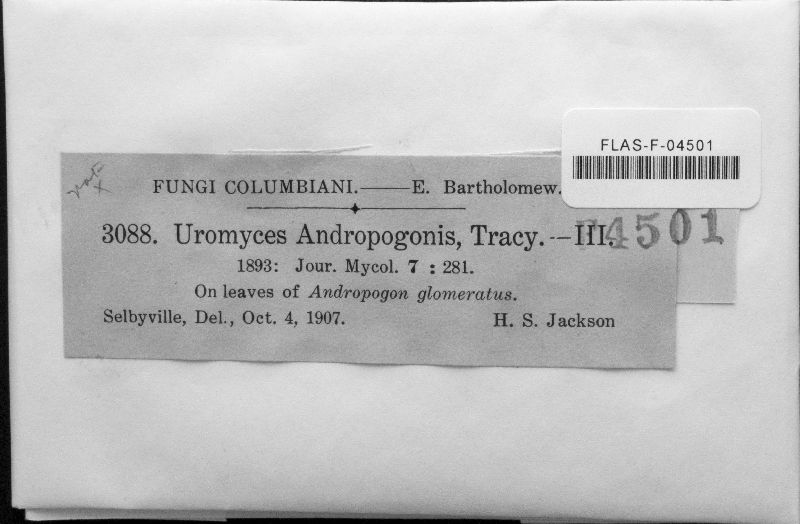 FLAS-F-04501
FUNGI COLUMBIANI.——E. Bartholomew.
3088. Uromyces Andropogonis, Tracy.—III.
F4501
1893: Jour. Mycol. 7 : 281.
On leaves of Andropogon glomeratus.
Selbyville, Del., Oct. 4, 1907. H. S. Jackson